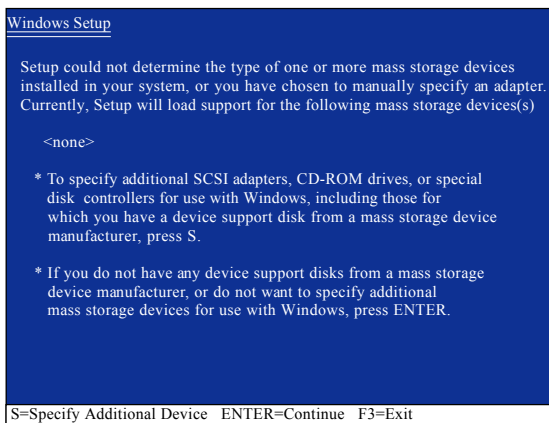 Windows Setup
Setup could not determine the type of one or more mass storage devices
installed in your system, or you have chosen to manually specify an adapter.
Currently, Setup will load support for the following mass storage devices(s)
<none>
* To specify additional SCSI adapters, CD-ROM drives, or special
disk controllers for use with Windows, including those for
which you have a device support disk from a mass storage device
manufacturer, press S.
* If you do not have any device support disks from a mass storage
device manufacturer, or do not want to specify additional
mass storage devices for use with Windows, press ENTER.
S=Specify Additional Device ENTER=Continue F3=Exit